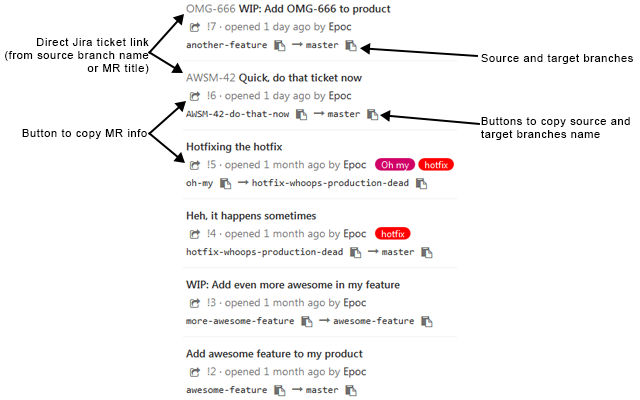 OMG-666 WIP: Add OMG-666 to product
!7 · opened 1 day ago by Epoc
another-feature → master
Direct Jira ticket link
(from source branch name
or MR title)
Source and target branches
AWSM-42 Quick, do that ticket now
!6 · opened 1 day ago by Epoc
AWSM-42-do-that-now → master
Button to copy MR info
Buttons to copy source and
target branches name
Hotfixing the hotfix
!5 · opened 1 month ago by Epoc Oh my hotfix
oh-my → hotfix-whoops-production-dead
Heh, it happens sometimes
!4 · opened 1 month ago by Epoc hotfix
hotfix-whoops-production-dead → master
WIP: Add even more awesome in my feature
!3 · opened 1 month ago by Epoc
more-awesome-feature → awesome-feature
Add awesome feature to my product
!2 · opened 1 month ago by Epoc
awesome-feature → master